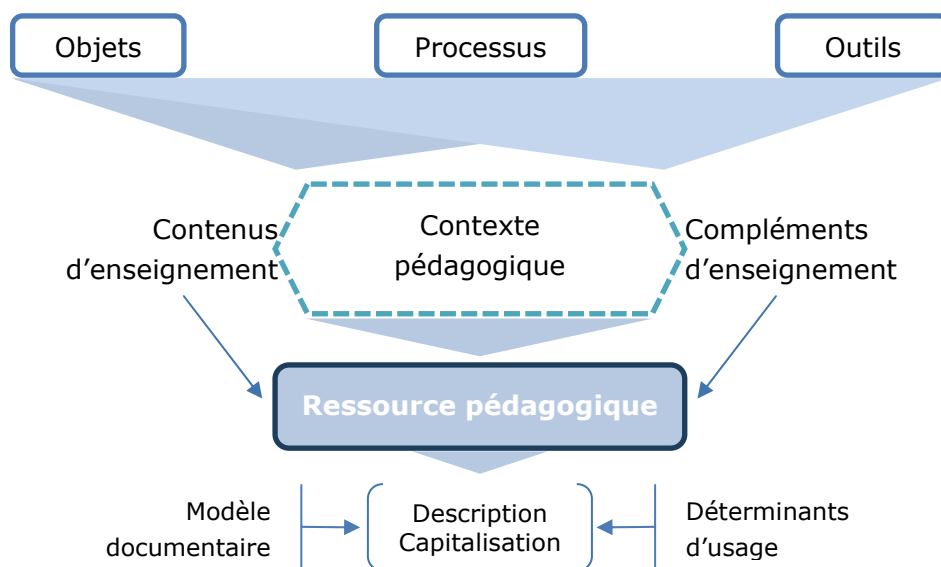 Objets
Processus
Outils
Contenus
d’enseignement
Contexte
pédagogique
Compléments
d’enseignement
Ressource pédagogique
Modèle
documentaire
Description
Capitalisation
Déterminants
d’usage